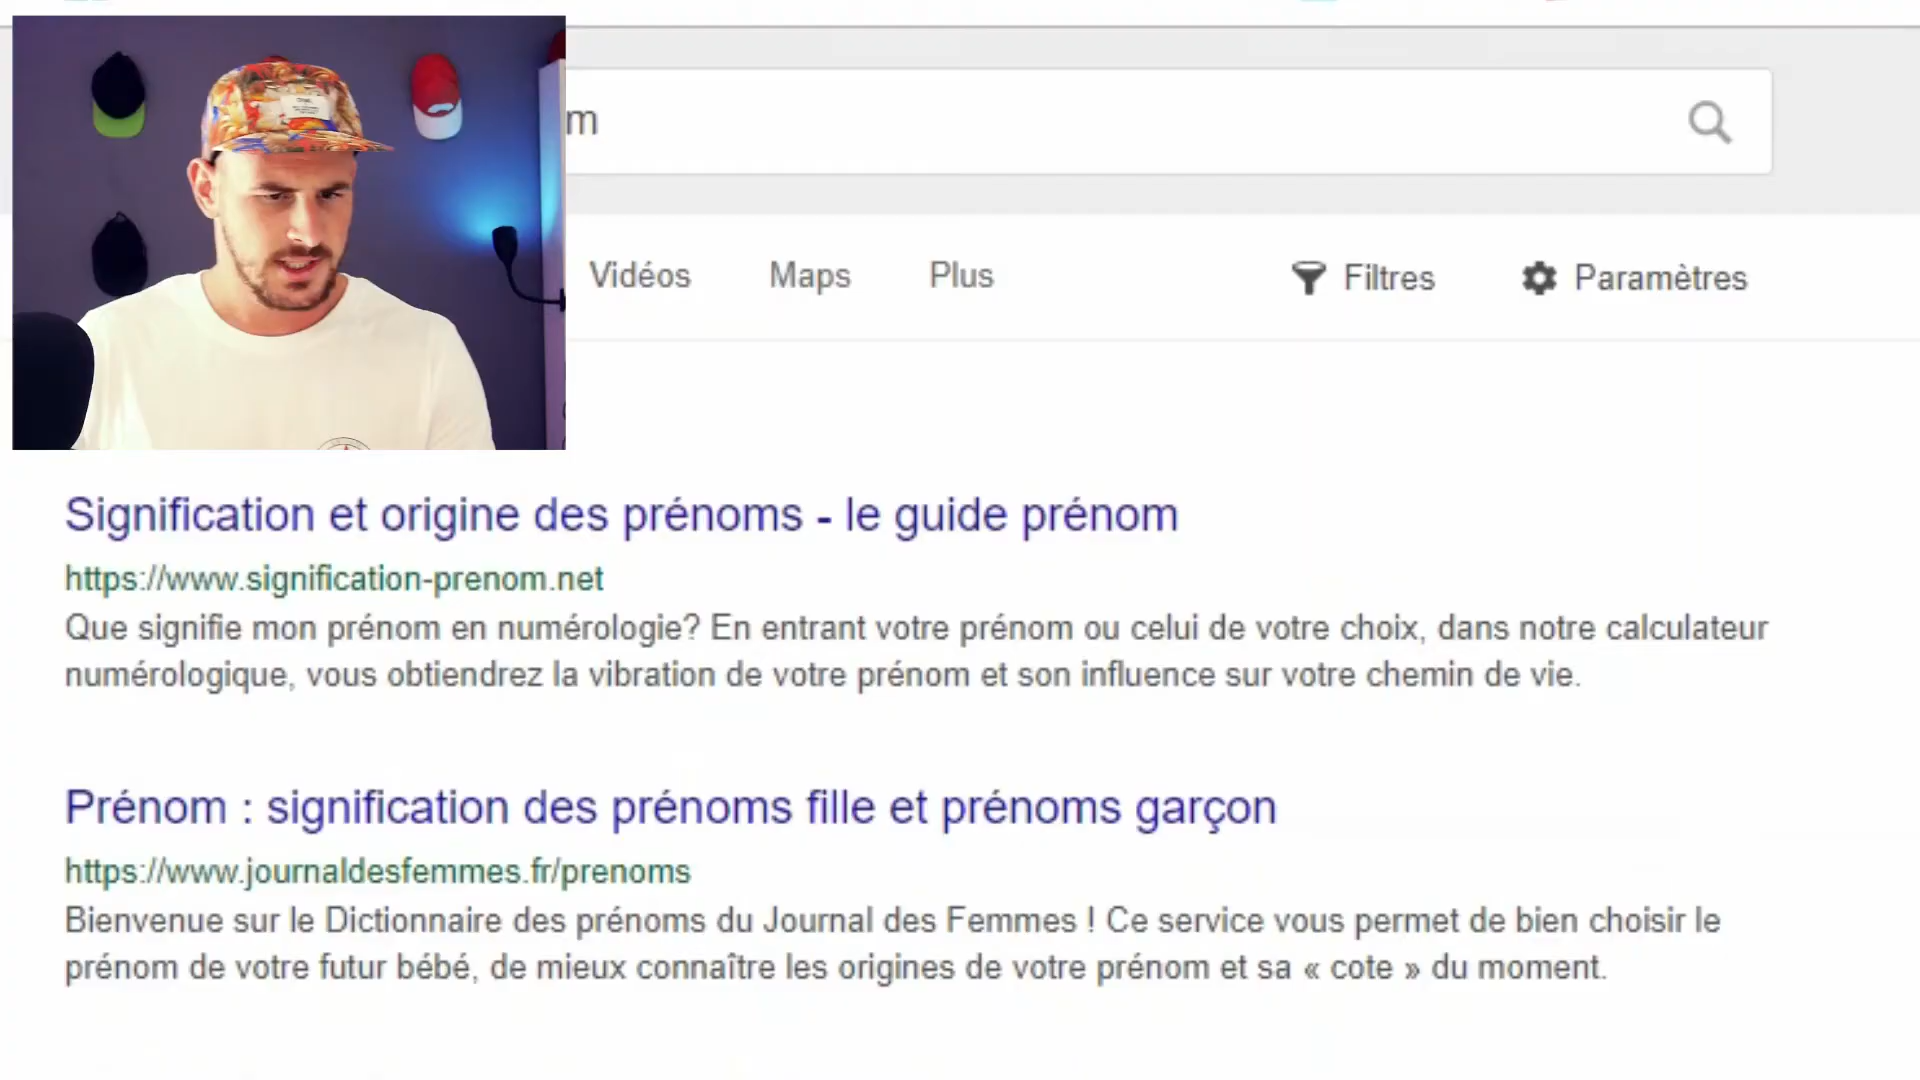 m
Vidéos Maps Plus Filtres Paramètres
Signification et origine des prénoms - le guide prénom
https://www.signification-prenom.net
Que signifie mon prénom en numérologie? En entrant votre prénom ou celui de votre choix, dans notre calculateur
numérologique, vous obtiendrez la vibration de votre prénom et son influence sur votre chemin de vie.
Prénom : signification des prénoms fille et prénoms garçon
https://www.journaldesfemmes.fr/prenoms
Bienvenue sur le Dictionnaire des prénoms du Journal des Femmes ! Ce service vous permet de bien choisir le
prénom de votre futur bébé, de mieux connaître les origines de votre prénom et sa « cote » du moment.